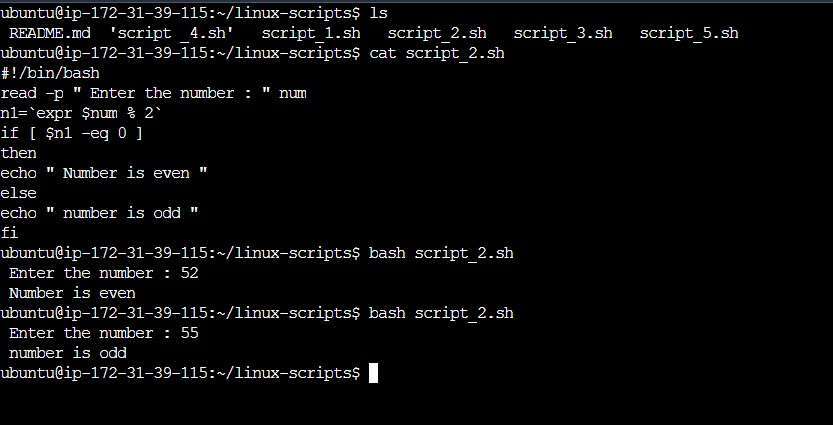 ubuntu@ip-172-31-39-115:~/linux-scripts$ ls
 README.md  'script _4.sh'   script_1.sh   script_2.sh   script_3.sh   script_5.sh
ubuntu@ip-172-31-39-115:~/linux-scripts$ cat script_2.sh
#!/bin/bash
read -p " Enter the number : " num
n1=`expr $num % 2`
if [ $n1 -eq 0 ]
then
echo " Number is even "
else
echo " number is odd "
fi
ubuntu@ip-172-31-39-115:~/linux-scripts$ bash script_2.sh
 Enter the number : 52
 Number is even
ubuntu@ip-172-31-39-115:~/linux-scripts$ bash script_2.sh
 Enter the number : 55
 number is odd
ubuntu@ip-172-31-39-115:~/linux-scripts$